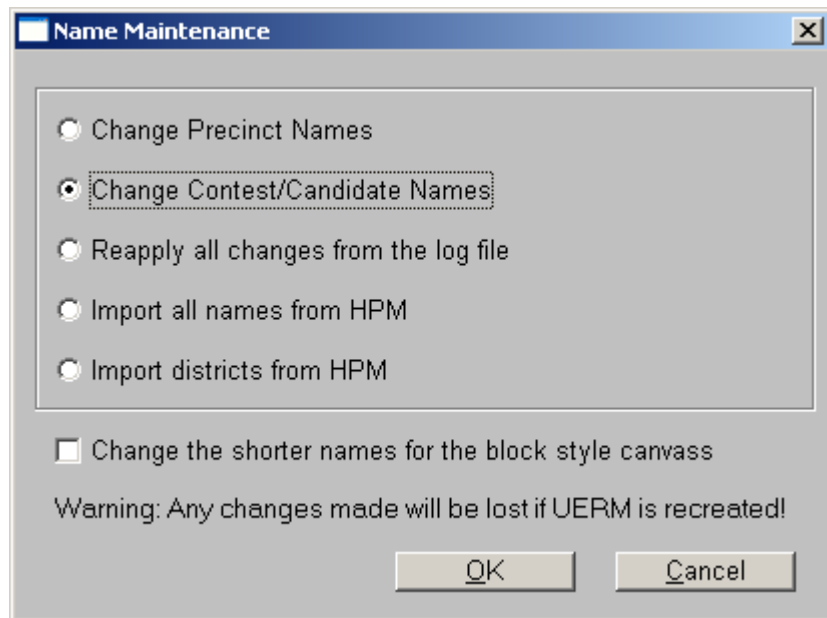 Name Maintenance
Change Precinct Names
Change Contest/Candidate Names
Reapply all changes from the log file
Import all names from HPM
Import districts from HPM
Change the shorter names for the block style canvass
Warning: Any changes made will be lost if UERM is recreated!
OK
Cancel